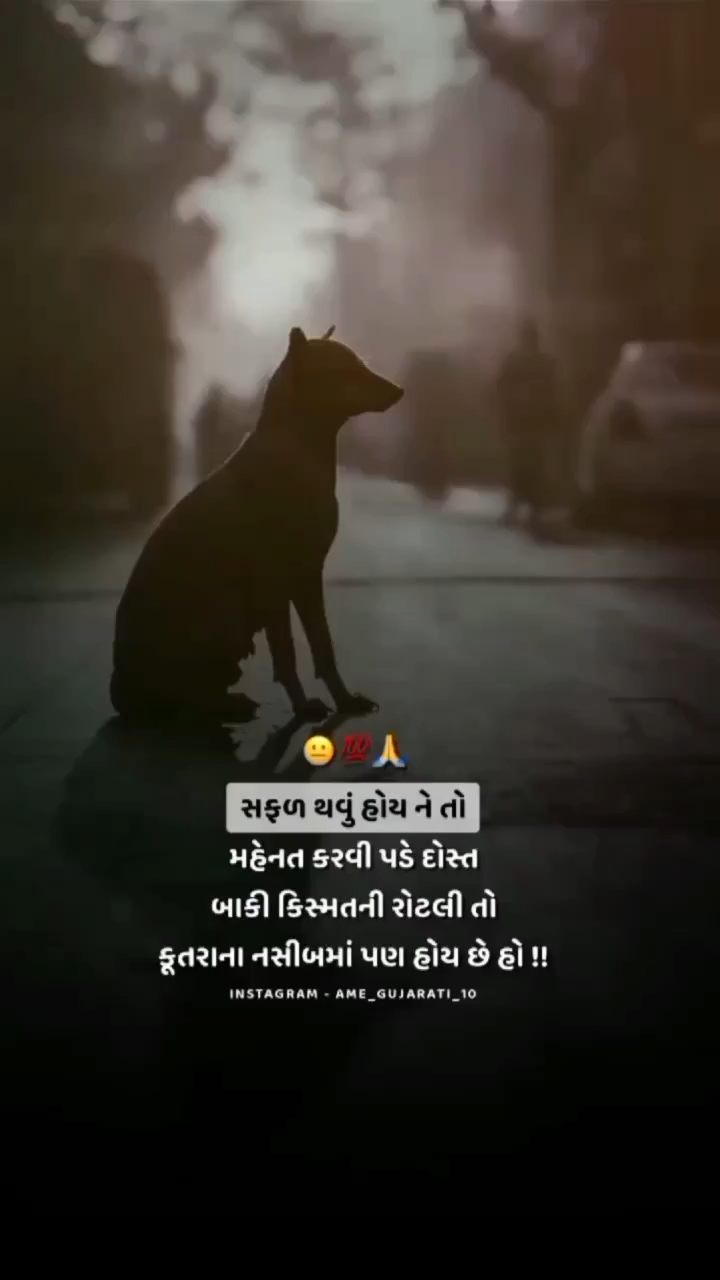 😐💯🙏
સફળ થવું હોય ને તો
મહેનત કરવી પડે દોસ્ત
બાકી કિસ્મતની રોટલી તો
કૂતરાના નસીબમાં પણ હોય છે હો !!
INSTAGRAM - AME_GUJARATI_10